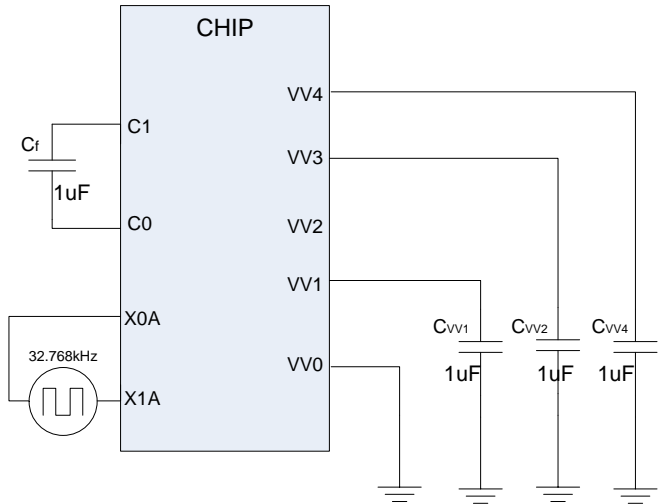 CHIP
VV4
C1
Cf
VV3
1uF
C0
VV2
VV1
X0A
CVV1
CVV2
CVV4
32.768kHz
VV0
1uF
1uF
1uF
X1A